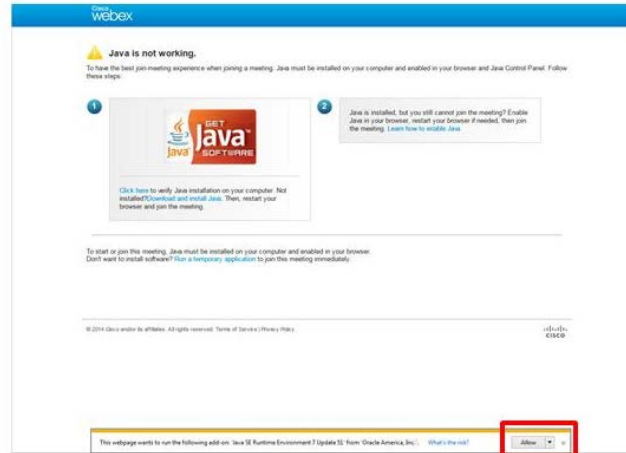 Cisco
webex
Java is not working.
To have the best join-meeting experience when joining a meeting. Java must be installed on your computer and enabled in your browser and Java Control Panel. Follow
these steps:
1
GET
Java
SOFTWARE
Java
Click here to verify Java installation on your computer. Not
installed?Download and install Java. Then, restart your
browser and join the meeting.
2
Java is installed, but you still cannot join the meeting? Enable
Java in your browser, restart your browser if needed, then join
the meeting. Learn how to enable Java.
To start or join this meeting, Java must be installed on your computer and enabled in your browser.
Don't want to install software? Run a temporary application to join this meeting immediately.
© 2014 Cisco and/or its affiliates. All rights reserved. Terms of Service | Privacy Policy
CISCO
This webpage wants to run the following add-on: 'Java SE Runtime Environment 7 Update 51' from 'Oracle America, Inc.'. What's the risk?
Allow